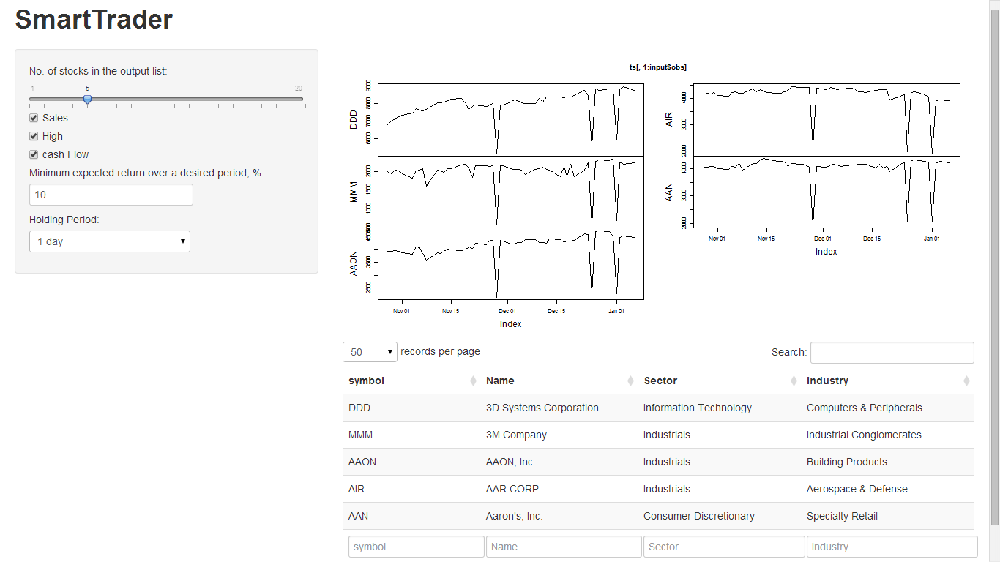 SmartTrader
No. of stocks in the output list:
1 5 20
Sales
High
cash Flow
Minimum expected return over a desired period, %
10
Holding Period:
1 day
ts[, 1:input$obs]
DDD
6000 7000 8000 9000
MMM
1000 1500 2000
AAON
2500 3500 4500
Nov 01 Nov 15 Dec 01 Dec 15 Jan 01
Index
AIR
2000 3000 4000
AAN
2000 3000 4000
Nov 01 Nov 15 Dec 01 Dec 15 Jan 01
Index
50 records per page
Search:
symbol Name Sector Industry
DDD 3D Systems Corporation Information Technology Computers & Peripherals
MMM 3M Company Industrials Industrial Conglomerates
AAON AAON, Inc. Industrials Building Products
AIR AAR CORP. Industrials Aerospace & Defense
AAN Aaron's, Inc. Consumer Discretionary Specialty Retail
symbol Name Sector Industry